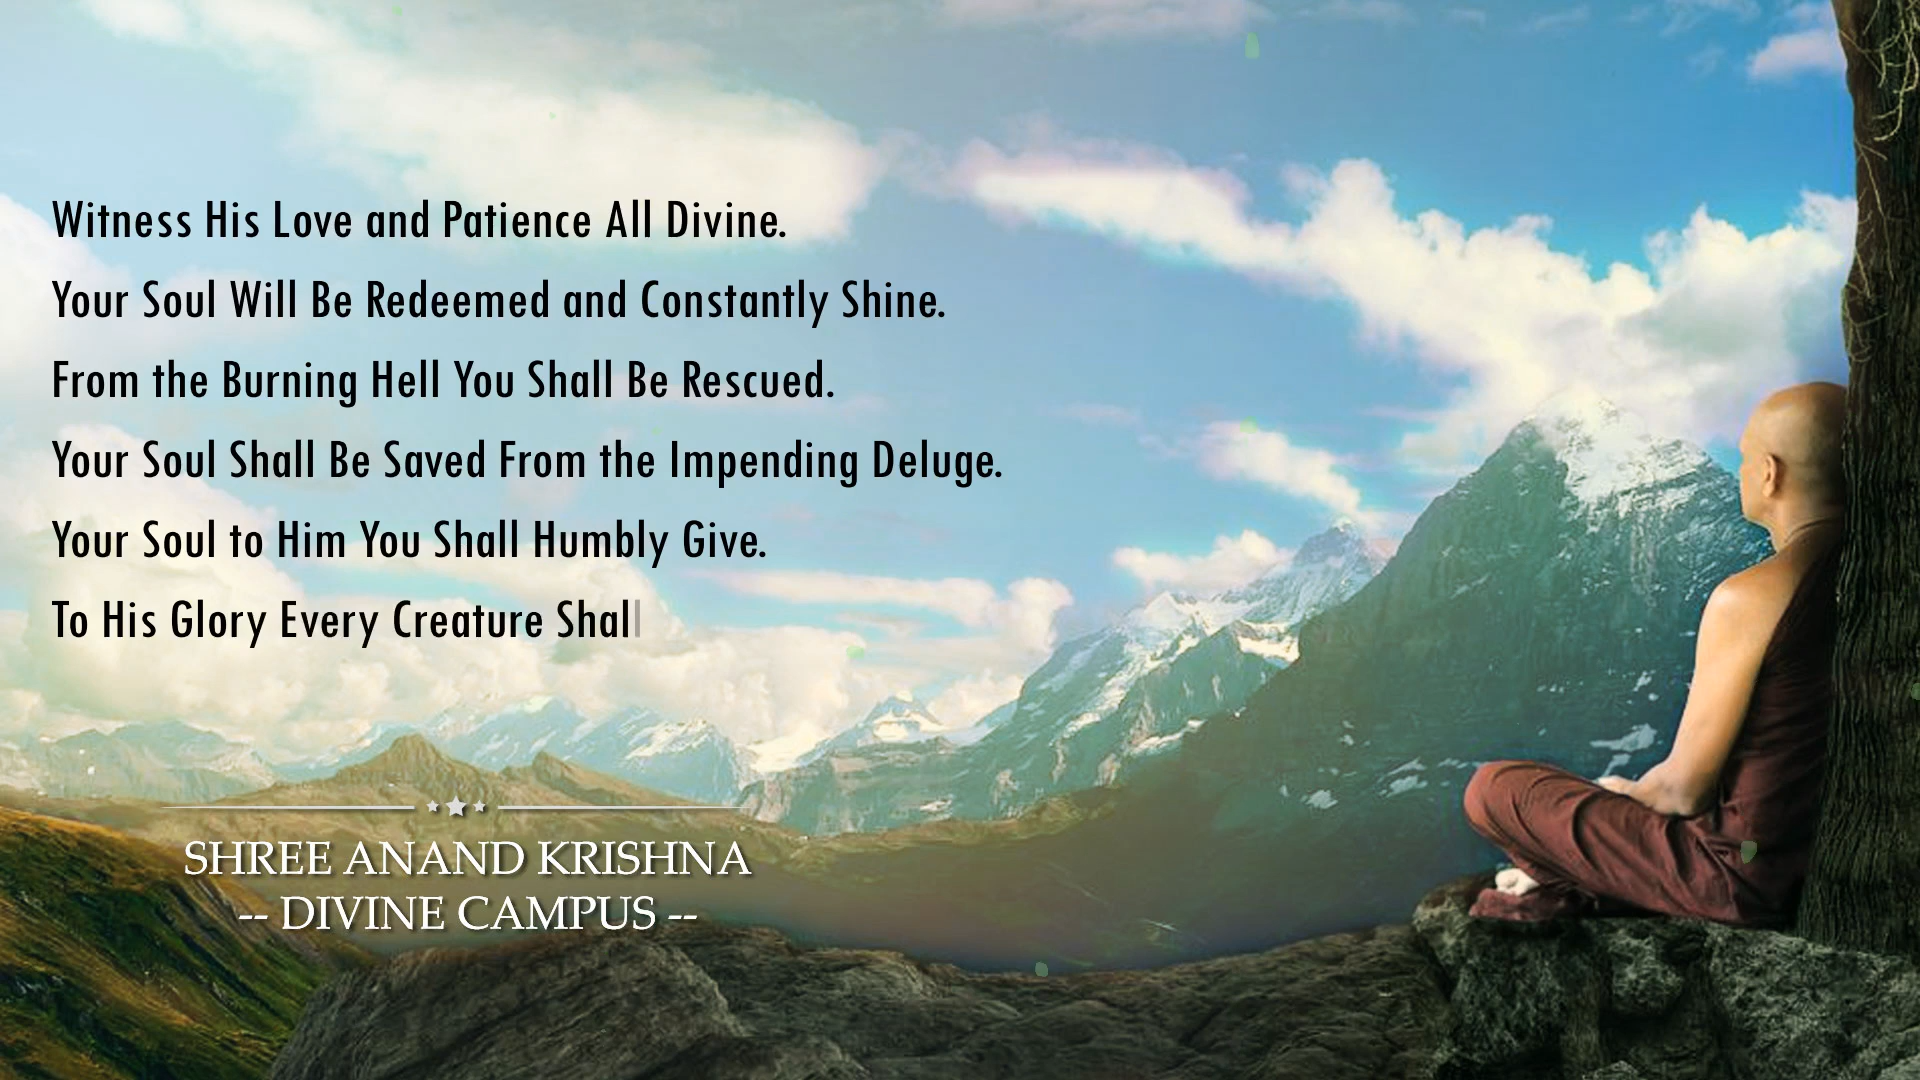 Witness His Love and Patience All Divine.
Your Soul Will Be Redeemed and Constantly Shine.
From the Burning Hell You Shall Be Rescued.
Your Soul Shall Be Saved From the Impending Deluge.
Your Soul to Him You Shall Humbly Give.
To His Glory Every Creature Shall
SHREE ANAND KRISHNA
-- DIVINE CAMPUS --